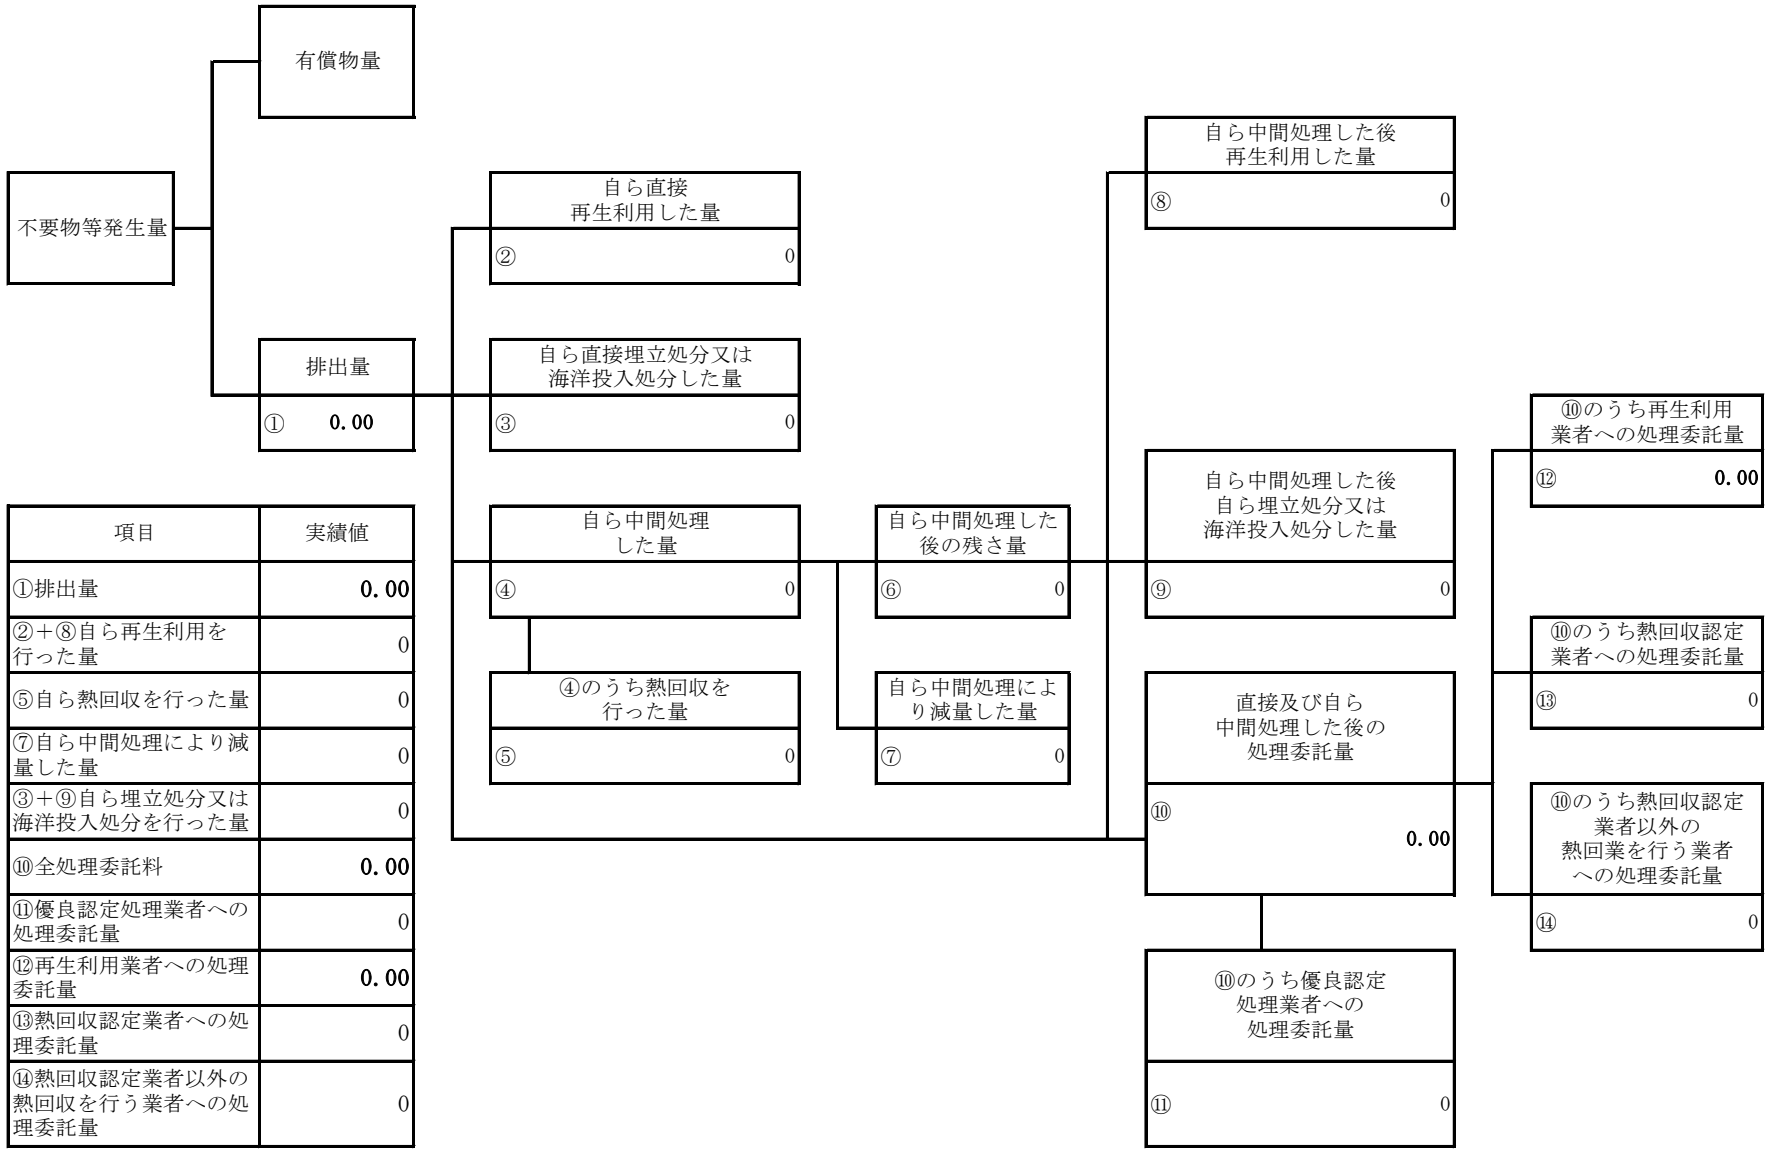 有償物量
不要物等発生量
排出量
① 0.00
自ら直接
再生利用した量
② 0
自ら直接埋立処分又は
海洋投入処分した量
③ 0
自ら中間処理
した量
④ 0
④のうち熱回収を
行った量
⑤ 0
自ら中間処理した
後の残さ量
⑥ 0
自ら中間処理によ
り減量した量
⑦ 0
自ら中間処理した後
再生利用した量
⑧ 0
自ら中間処理した後
自ら埋立処分又は
海洋投入処分した量
⑨ 0
直接及び自ら
中間処理した後の
処理委託量
⑩
0.00
⑩のうち優良認定
処理業者への
処理委託量
⑪ 0
⑩のうち再生利用
業者への処理委託量
⑫ 0.00
⑩のうち熱回収認定
業者への処理委託量
⑬ 0
⑩のうち熱回収認定
業者以外の
熱回業を行う業者
への処理委託量
⑭ 0
項目 実績値
①排出量 0.00
②＋⑧自ら再生利用を
行った量 0
⑤自ら熱回収を行った量 0
⑦自ら中間処理により減
量した量 0
③＋⑨自ら埋立処分又は
海洋投入処分を行った量 0
⑩全処理委託料 0.00
⑪優良認定処理業者への
処理委託量 0
⑫再生利用業者への処理
委託量 0.00
⑬熱回収認定業者への処
理委託量 0
⑭熱回収認定業者以外の
熱回収を行う業者への処 0
理委託量